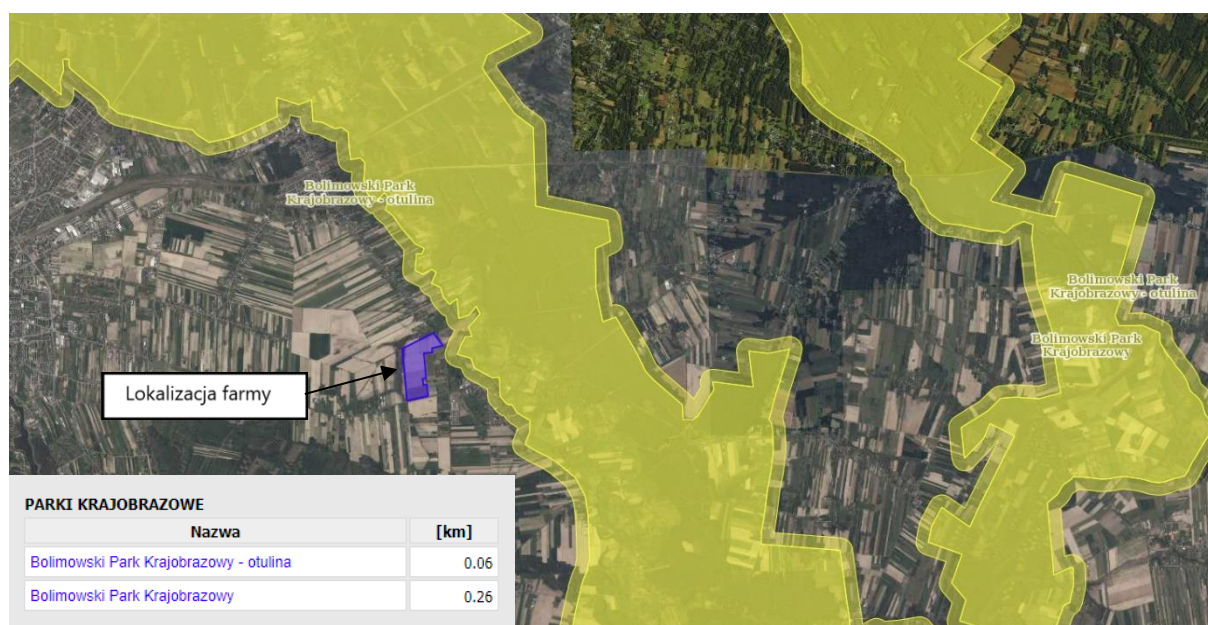 Bolimowski Park
Krajobrazowy - otulina
Bolimowski Park
Krajobrazowy - otulina
Bolimowski Park
Krajobrazowy
Lokalizacja farmy
PARKI KRAJOBRAZOWE
Nazwa [km]
Bolimowski Park Krajobrazowy - otulina 0.06
Bolimowski Park Krajobrazowy 0.26